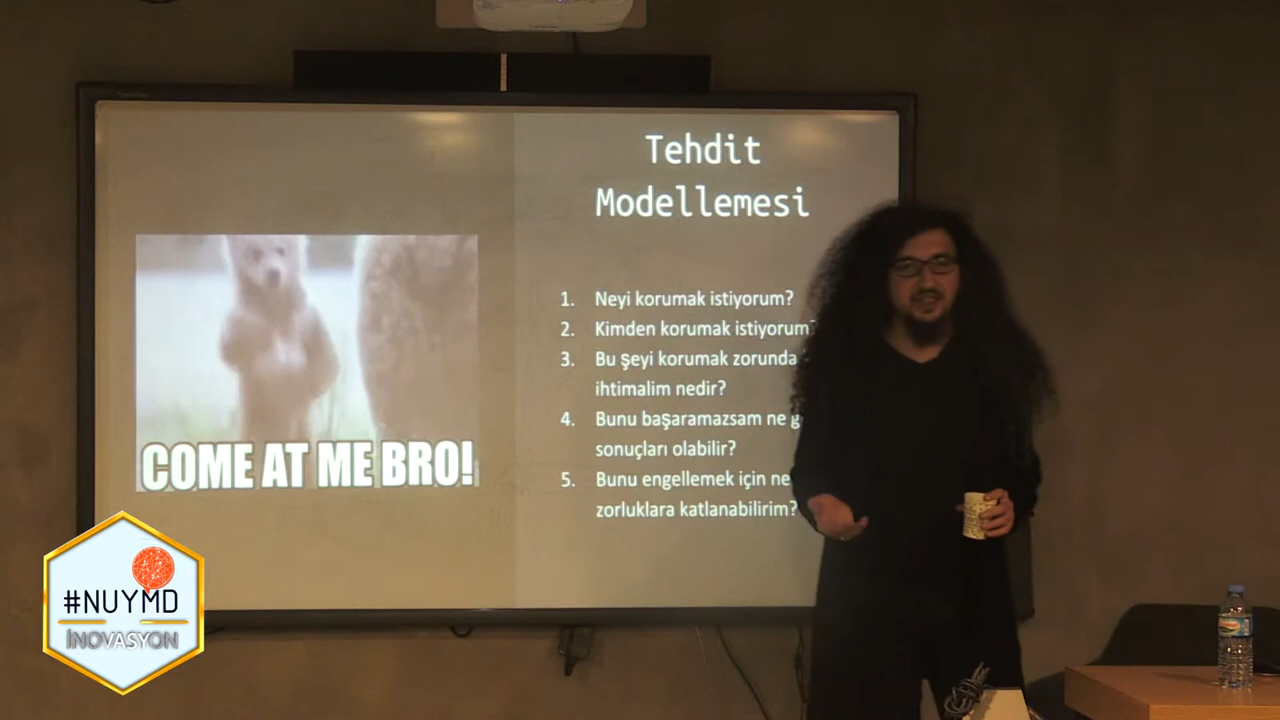 Tehdit
Modellemesi
1. Neyi korumak istiyorum?
2. Kimden korumak istiyorum?
3. Bu şeyi korumak zorunda
ihtimalim nedir?
4. Bunu başaramazsam ne
sonuçları olabilir?
5. Bunu engellemek için ne
zorluklara katlanabilirim?
COME AT ME BRO!
#NUYMD
İNOVASYON